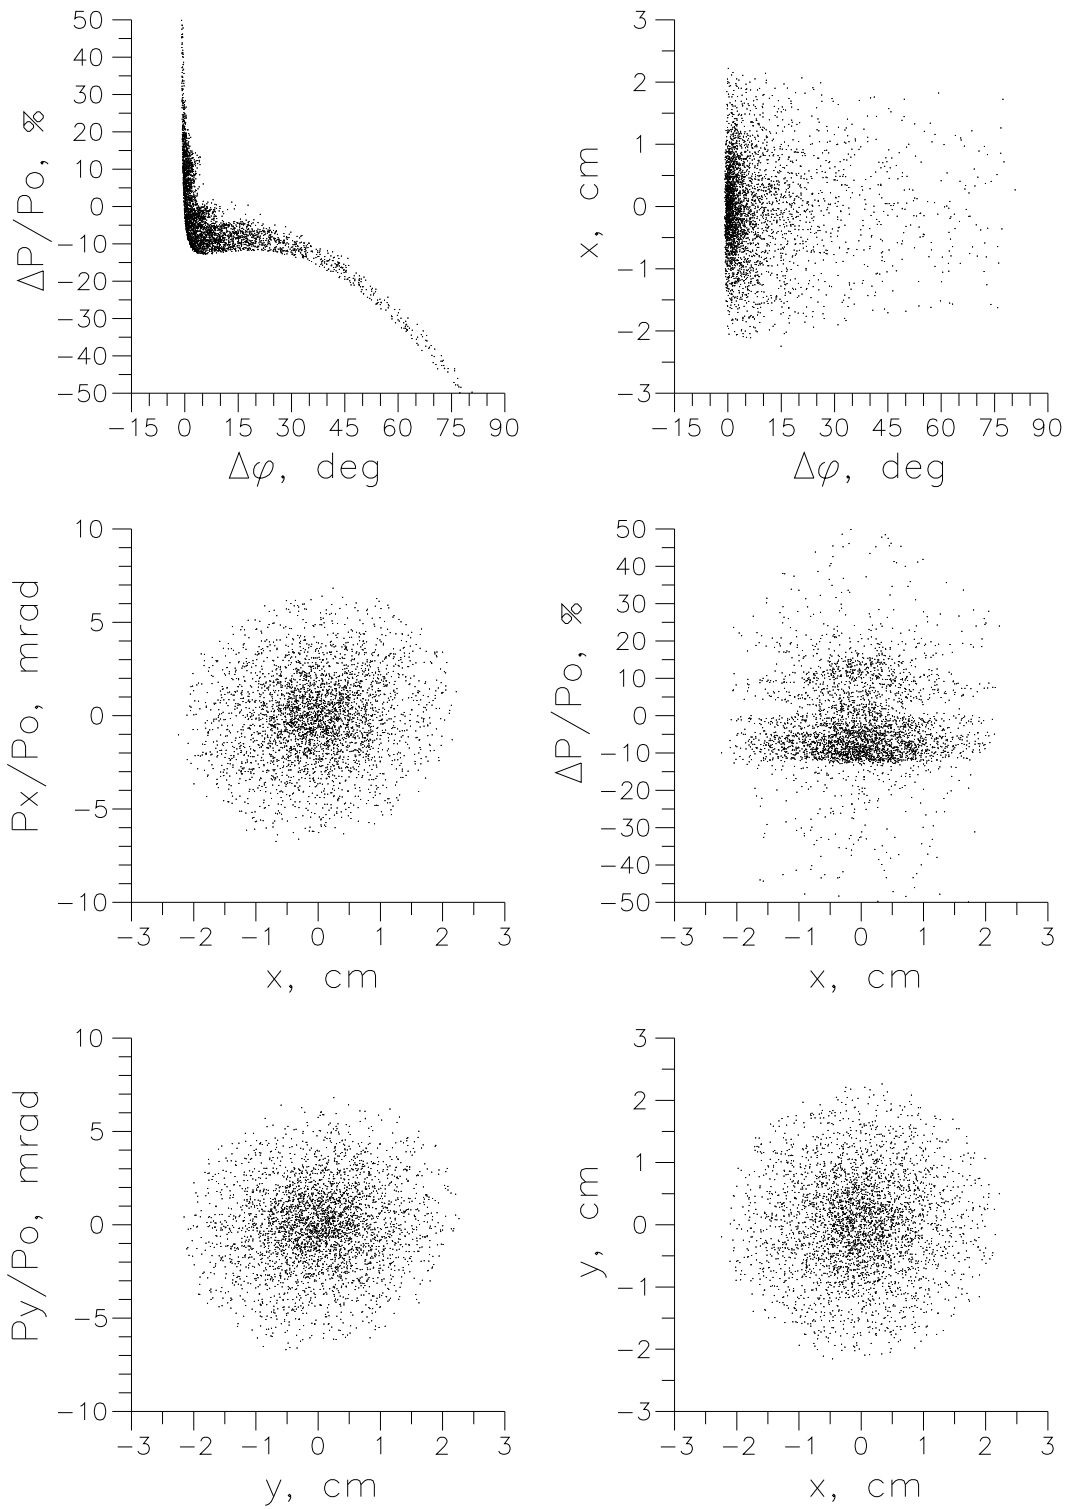 50
40
30
20
10
0
−10
−20
−30
−40
−50
ΔP/Po, %
−15 0 15 30 45 60 75 90
Δφ, deg
3
2
1
0
−1
−2
−3
x, cm
−15 0 15 30 45 60 75 90
Δφ, deg
10
5
0
−5
−10
Px/Po, mrad
−3 −2 −1 0 1 2 3
x, cm
50
40
30
20
10
0
−10
−20
−30
−40
−50
ΔP/Po, %
−3 −2 −1 0 1 2 3
x, cm
10
5
0
−5
−10
Py/Po, mrad
−3 −2 −1 0 1 2 3
y, cm
3
2
1
0
−1
−2
−3
y, cm
−3 −2 −1 0 1 2 3
x, cm